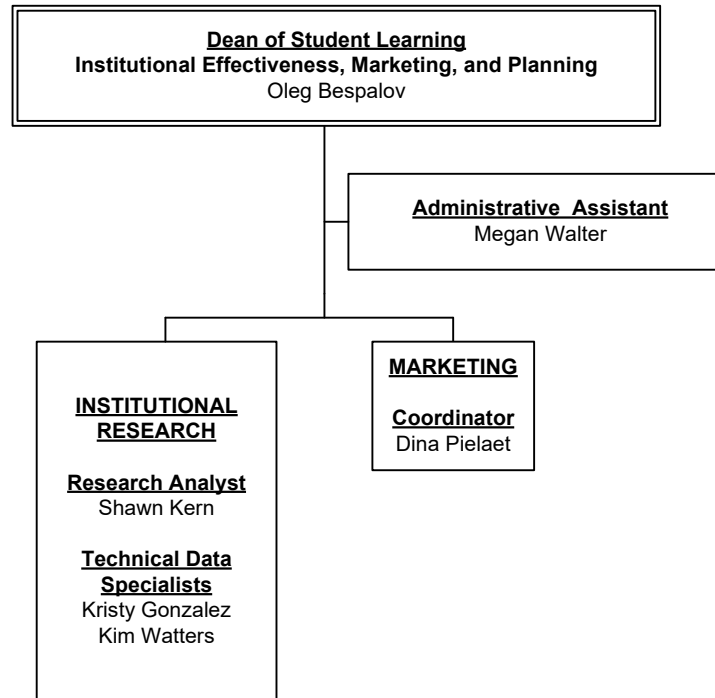 Dean of Student Learning
Institutional Effectiveness, Marketing, and Planning
Oleg Bespalov
Administrative Assistant
Megan Walter
INSTITUTIONAL
RESEARCH
Research Analyst
Shawn Kern
Technical Data
Specialists
Kristy Gonzalez
Kim Watters
MARKETING
Coordinator
Dina Pielaet